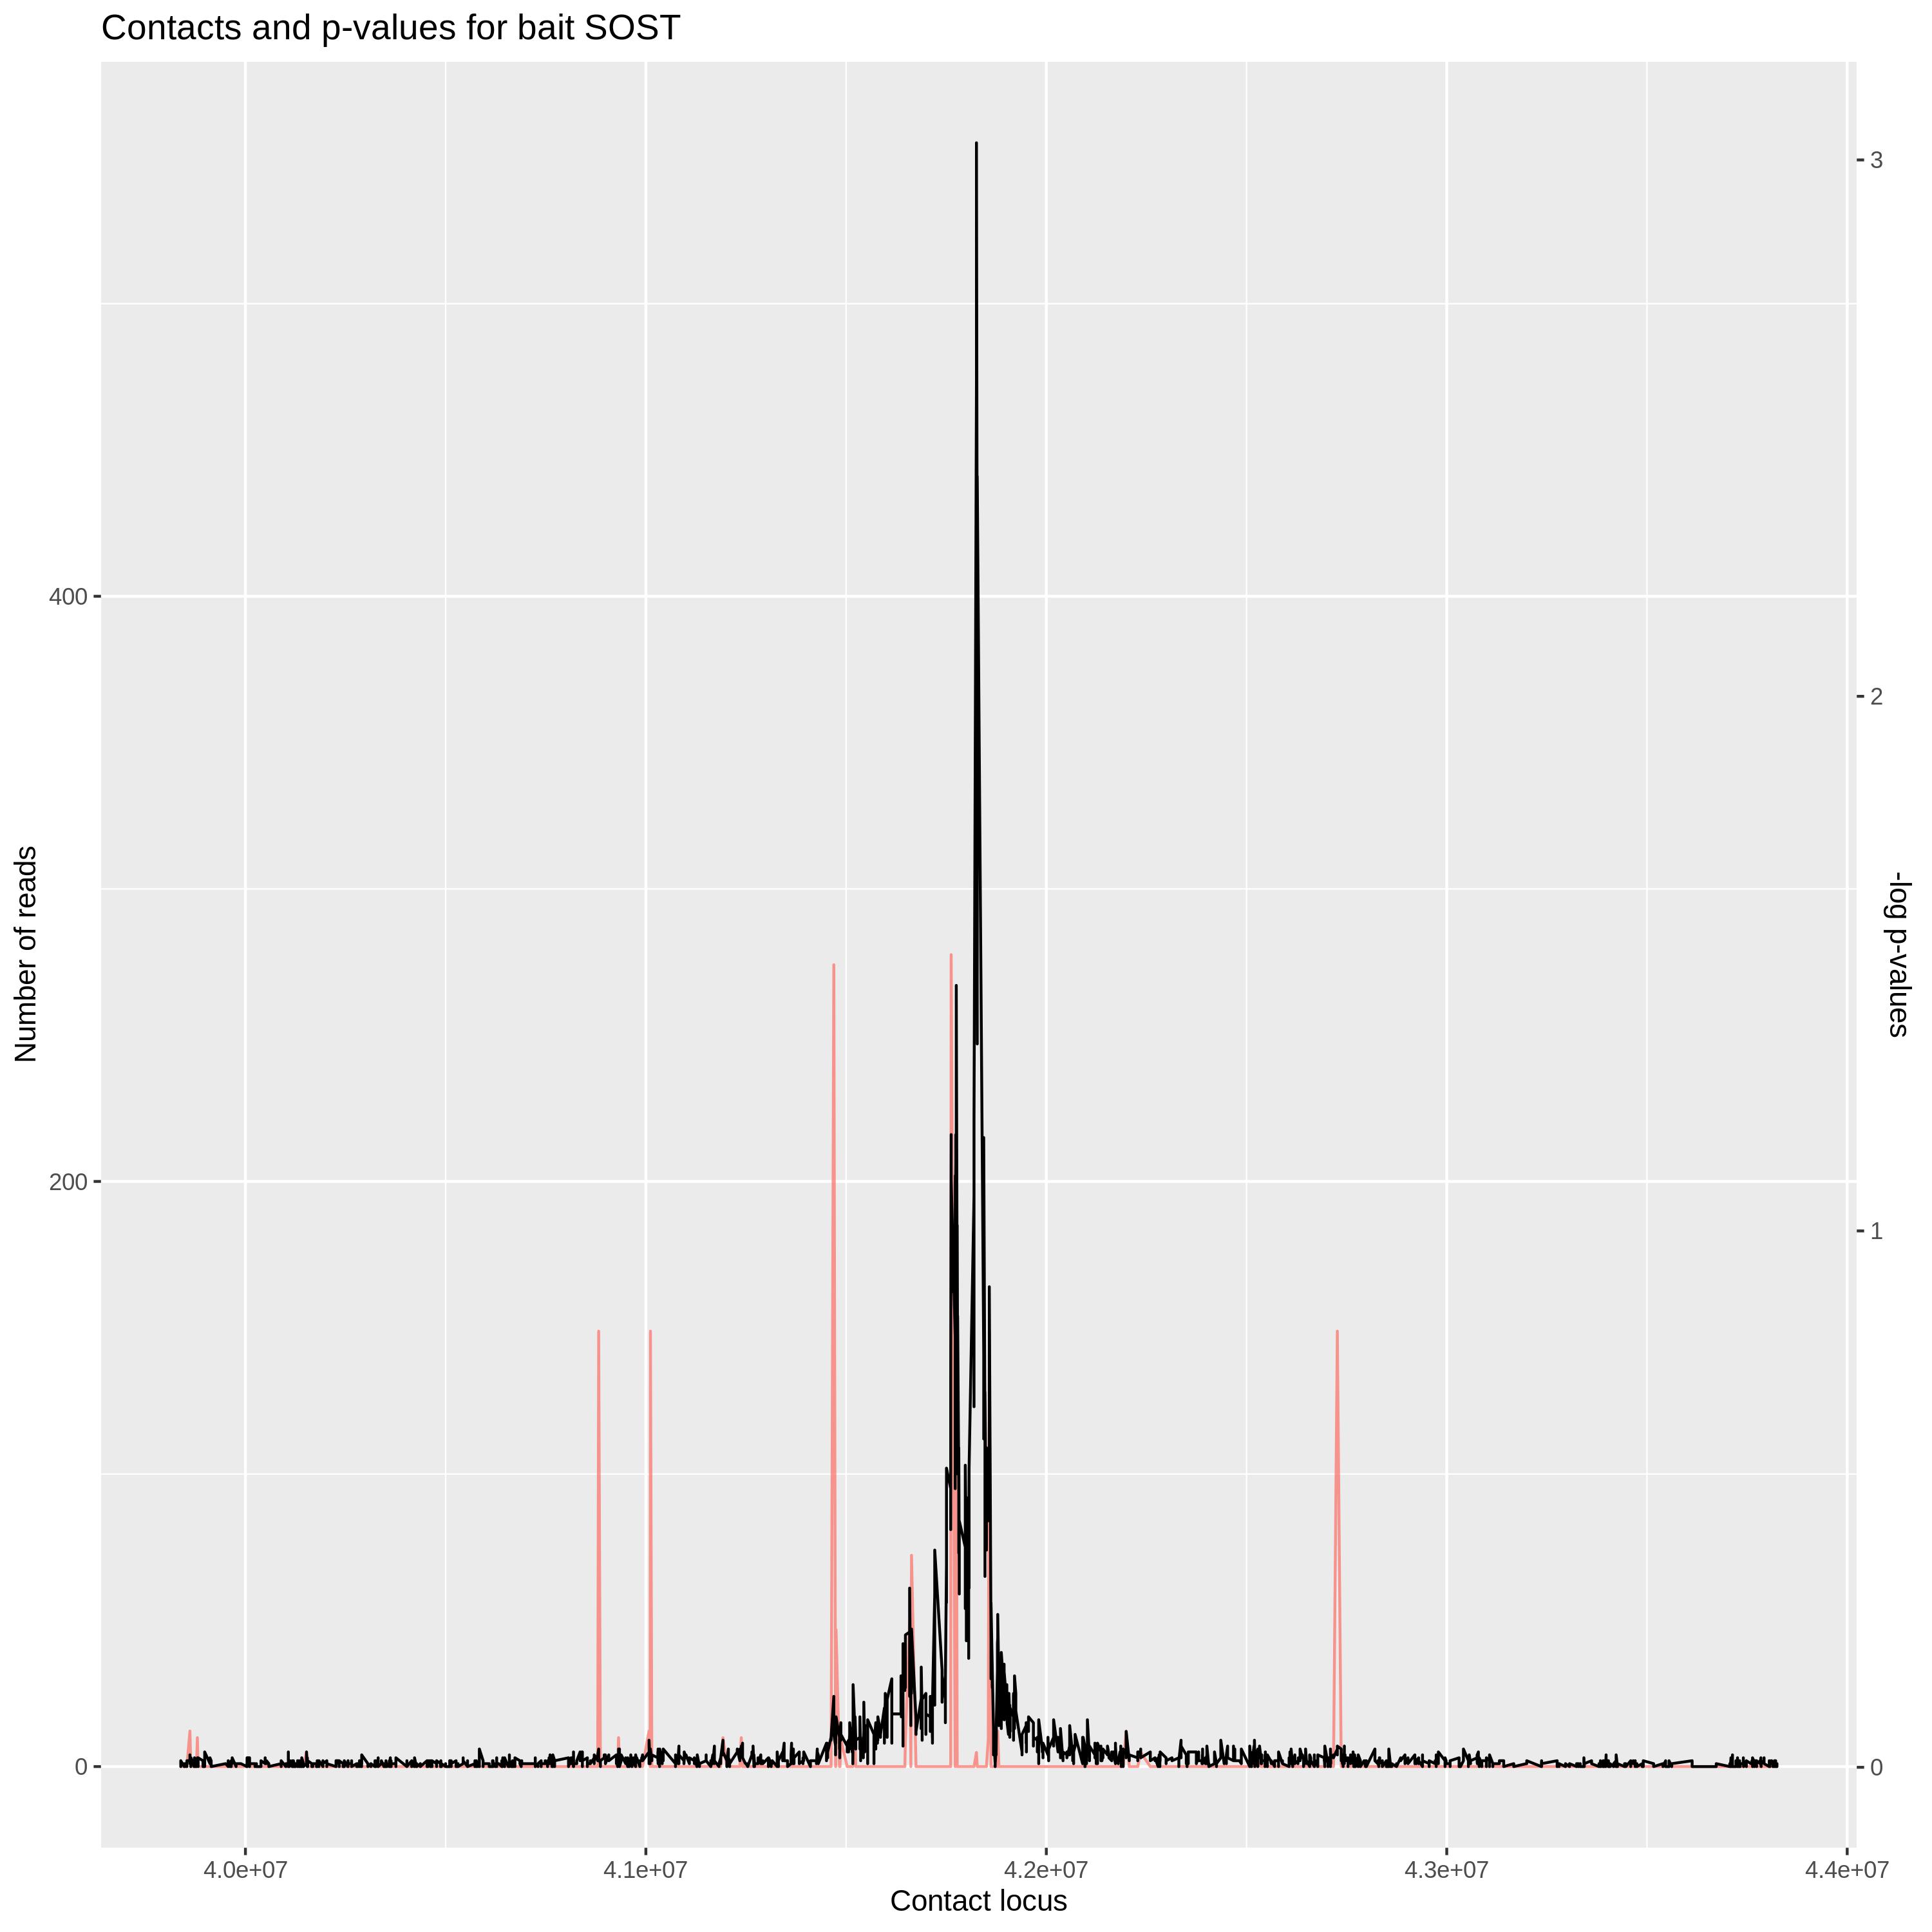 Contacts and p-values for bait SOST
Number of reads
400
200
0
3
2
1
0
-log p-values
4.0e+07
4.1e+07
4.2e+07
4.3e+07
4.4e+07
Contact locus